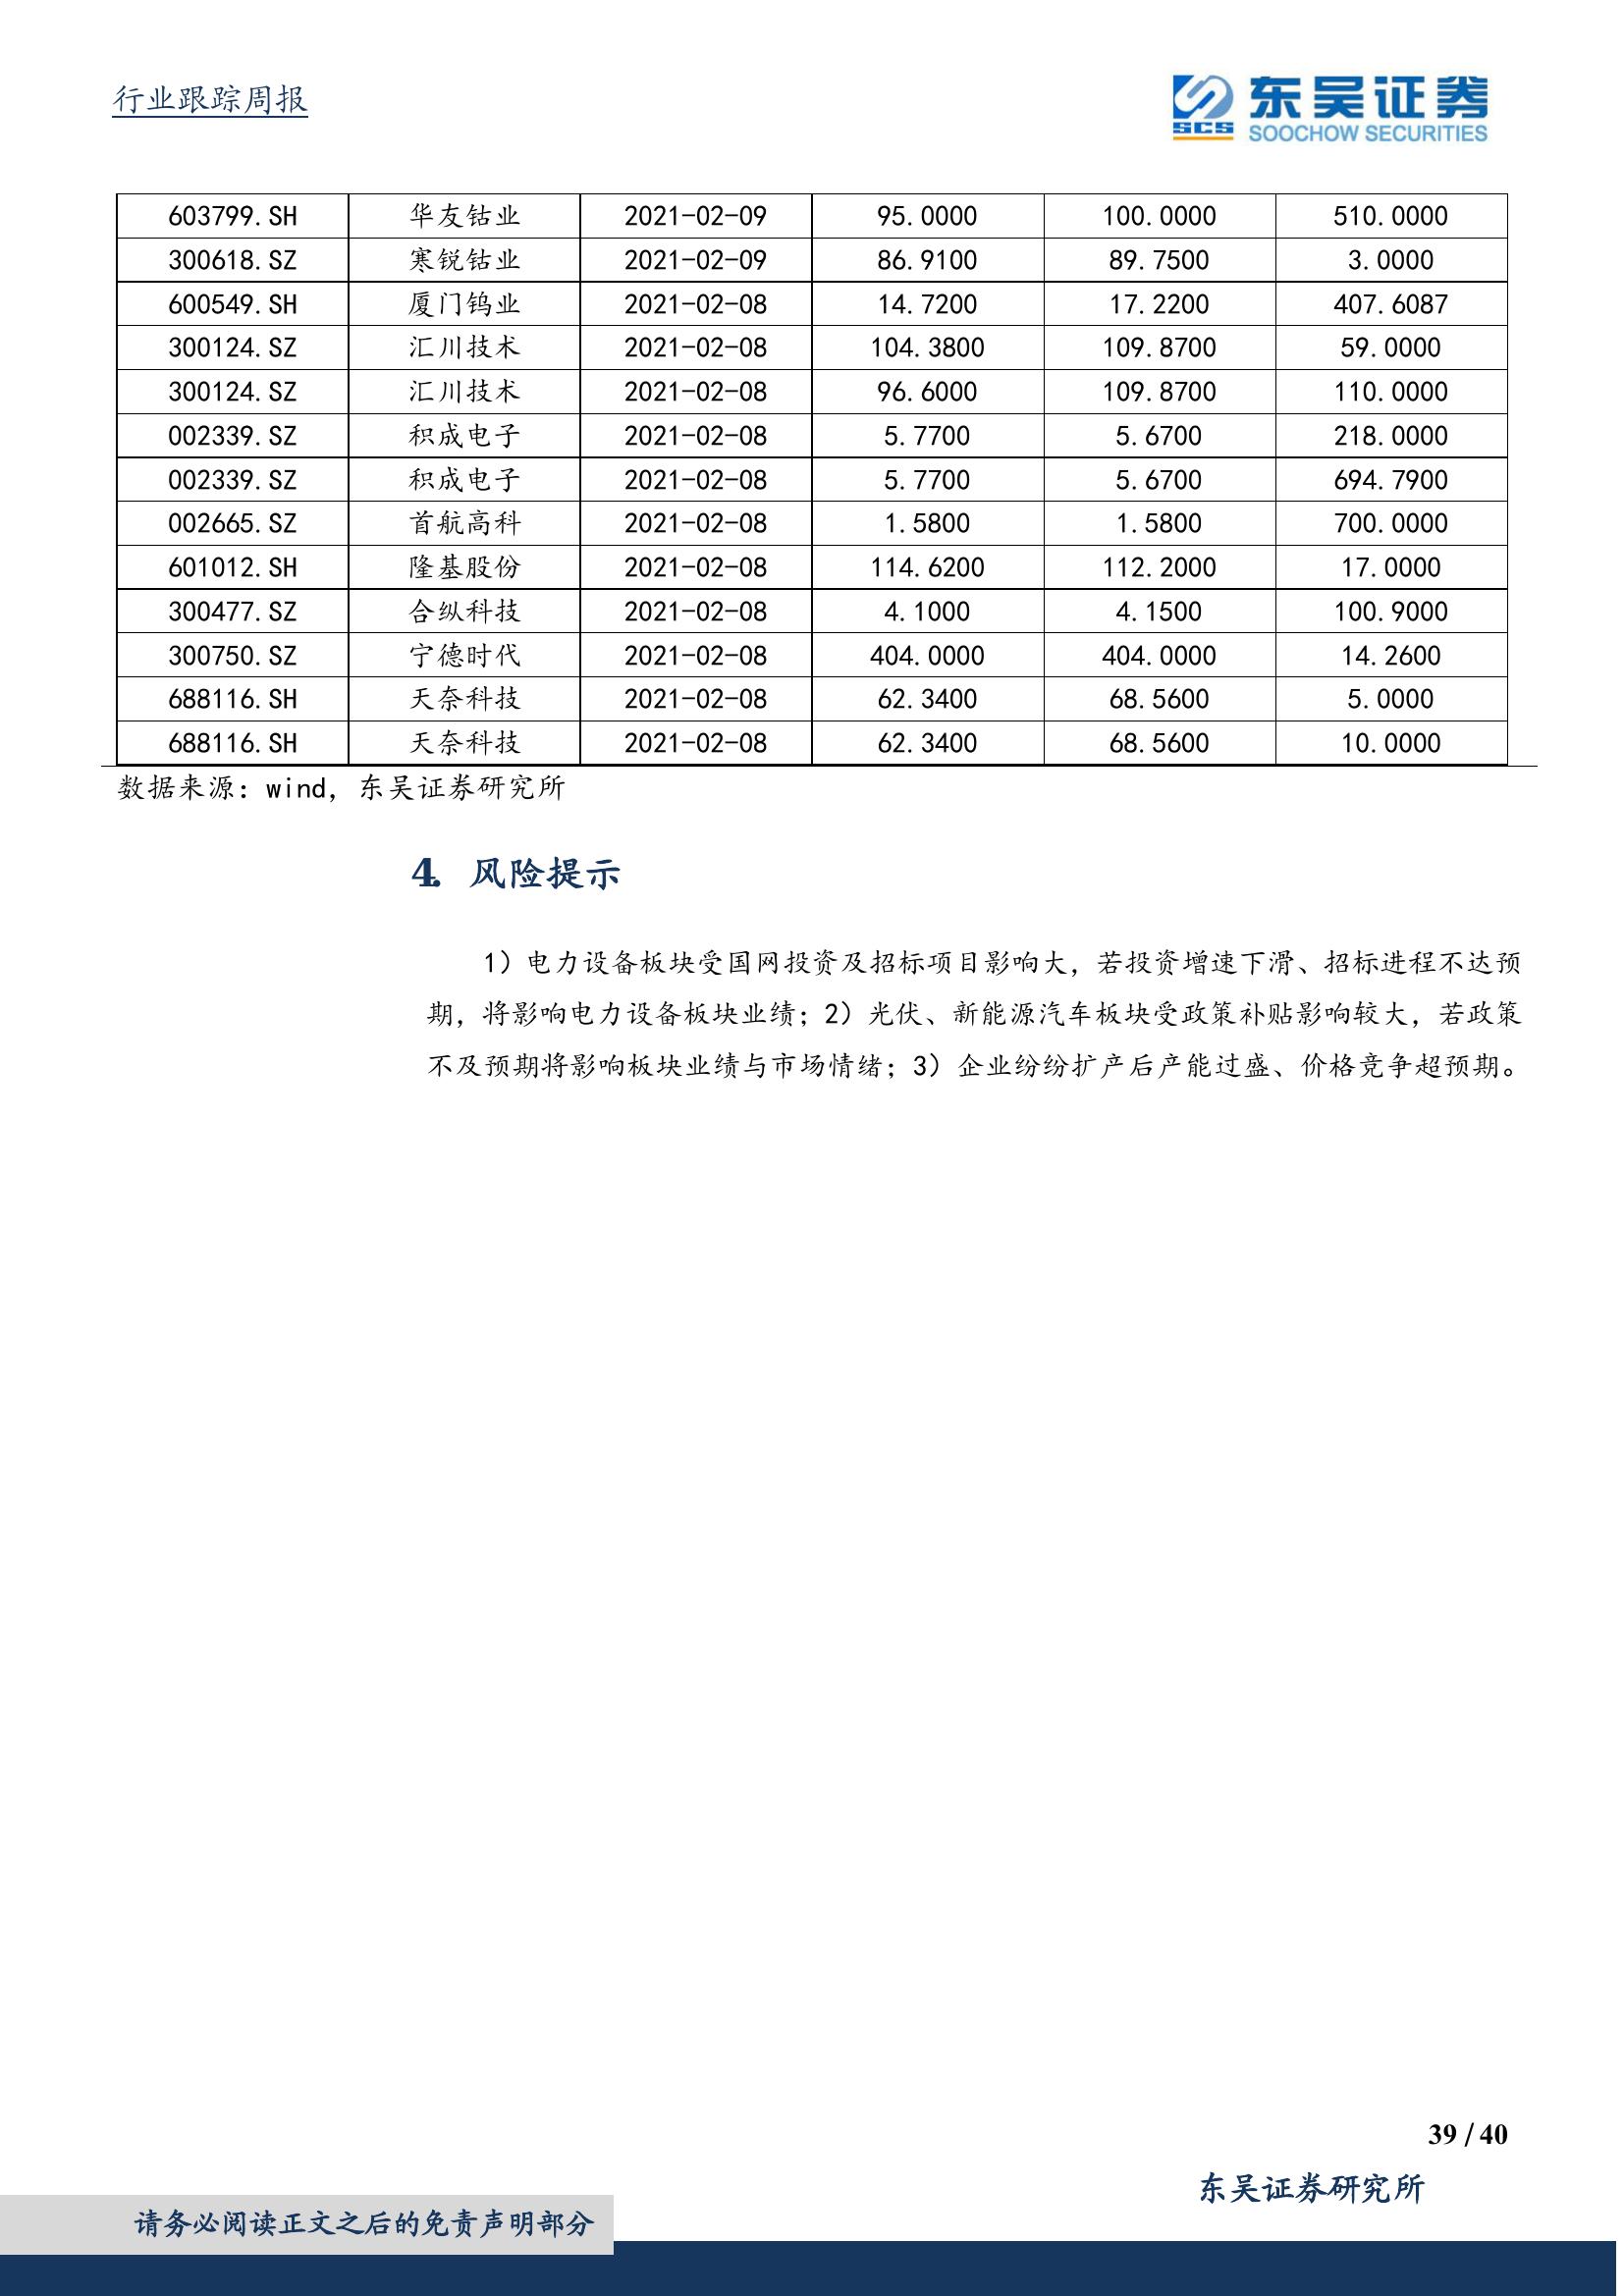 行业跟踪周报
SCS
东吴证券
SOOCHOW SECURITIES
603799.SH 华友钴业 2021-02-09 95.0000 100.0000 510.0000
300618.SZ 寒锐钴业 2021-02-09 86.9100 89.7500 3.0000
600549.SH 厦门钨业 2021-02-08 14.7200 17.2200 407.6087
300124.SZ 汇川技术 2021-02-08 104.3800 109.8700 59.0000
300124.SZ 汇川技术 2021-02-08 96.6000 109.8700 110.0000
002339.SZ 积成电子 2021-02-08 5.7700 5.6700 218.0000
002339.SZ 积成电子 2021-02-08 5.7700 5.6700 694.7900
002665.SZ 首航高科 2021-02-08 1.5800 1.5800 700.0000
601012.SH 隆基股份 2021-02-08 114.6200 112.2000 17.0000
300477.SZ 合纵科技 2021-02-08 4.1000 4.1500 100.9000
300750.SZ 宁德时代 2021-02-08 404.0000 404.0000 14.2600
688116.SH 天奈科技 2021-02-08 62.3400 68.5600 5.0000
688116.SH 天奈科技 2021-02-08 62.3400 68.5600 10.0000
数据来源：wind，东吴证券研究所
4. 风险提示
1）电力设备板块受国网投资及招标项目影响大，若投资增速下滑、招标进程不达预
期，将影响电力设备板块业绩；2）光伏、新能源汽车板块受政策补贴影响较大，若政策
不及预期将影响板块业绩与市场情绪；3）企业纷纷扩产后产能过盛、价格竞争超预期。
39 / 40
东吴证券研究所
请务必阅读正文之后的免责声明部分